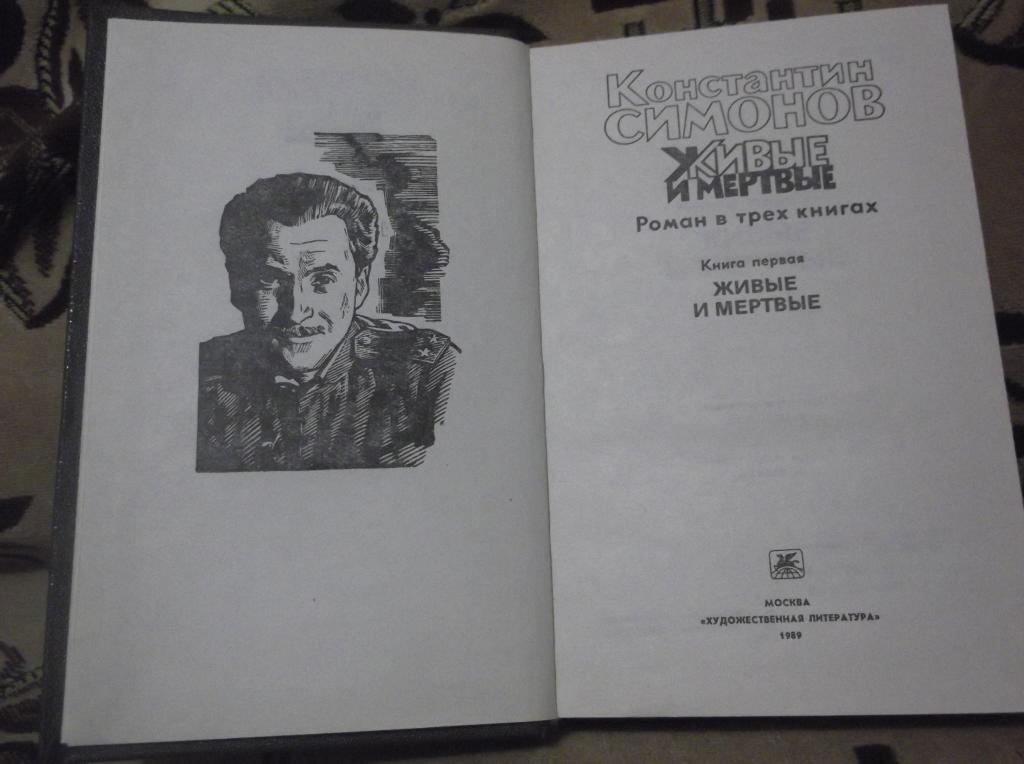 Константин
СИМОНОВ
ЖИВЫЕ
И МЕРТВЫЕ
Роман в трех книгах
Книга первая
ЖИВЫЕ
И МЕРТВЫЕ
МОСКВА
«ХУДОЖЕСТВЕННАЯ ЛИТЕРАТУРА»
1989